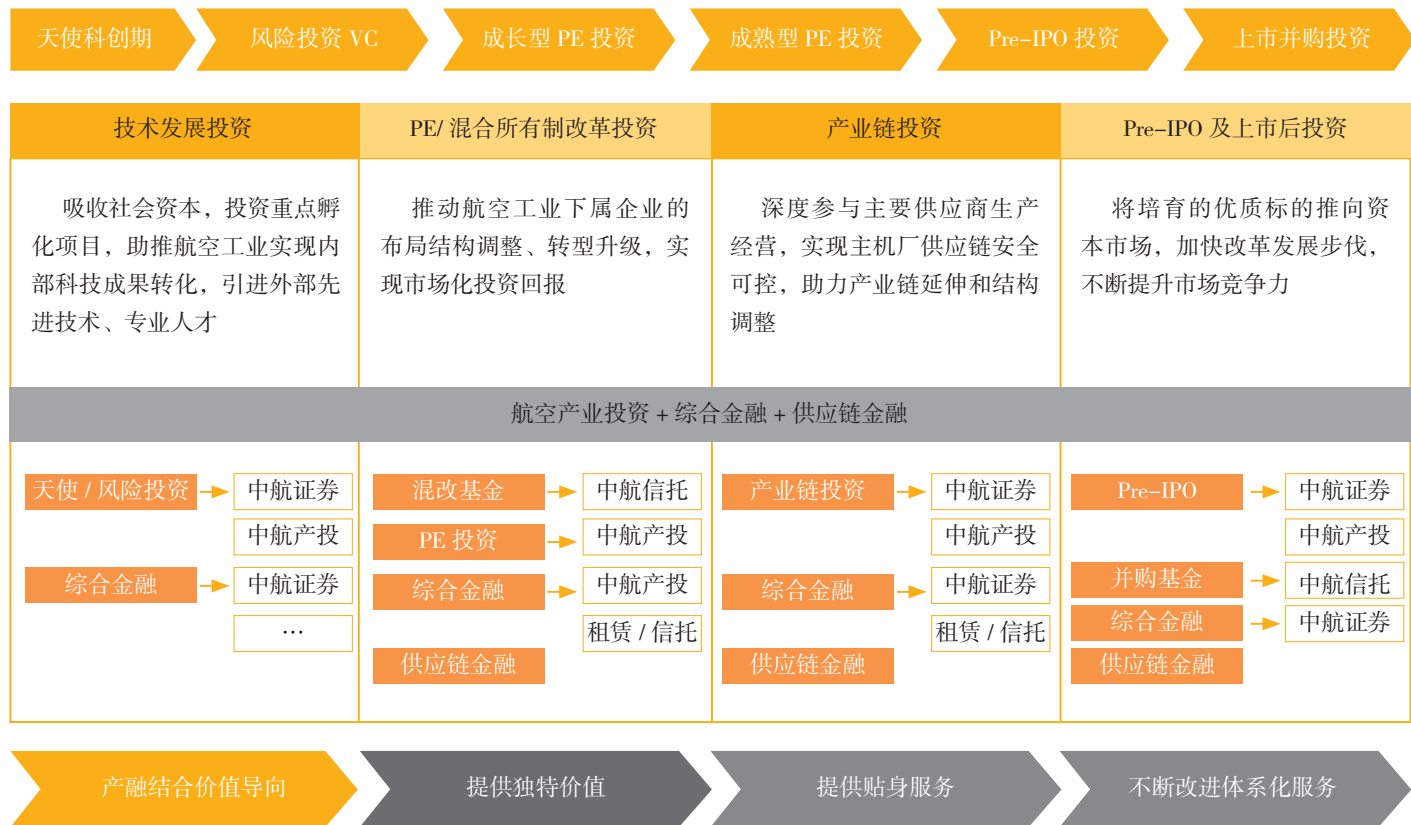 天使科创期
风险投资 VC
成长型 PE 投资
成熟型 PE 投资
Pre-IPO 投资
上市并购投资
技术发展投资
PE/ 混合所有制改革投资
产业链投资
Pre-IPO 及上市后投资
吸收社会资本，投资重点孵
化项目，助推航空工业实现内
部科技成果转化，引进外部先
进技术、专业人才
推动航空工业下属企业的
布局结构调整、转型升级，实
现市场化投资回报
深度参与主要供应商生产
经营，实现主机厂供应链安全
可控，助力产业链延伸和结构
调整
将培育的优质标的推向资
本市场，加快改革发展步伐，
不断提升市场竞争力
航空产业投资 + 综合金融 + 供应链金融
天使 / 风险投资
中航证券
中航产投
综合金融
中航证券
…
混改基金
中航信托
PE 投资
中航产投
综合金融
中航产投
租赁 / 信托
供应链金融
产业链投资
中航证券
中航产投
综合金融
中航证券
租赁 / 信托
供应链金融
Pre-IPO
中航证券
中航产投
并购基金
中航信托
综合金融
中航证券
供应链金融
产融结合价值导向
提供独特价值
提供贴身服务
不断改进体系化服务